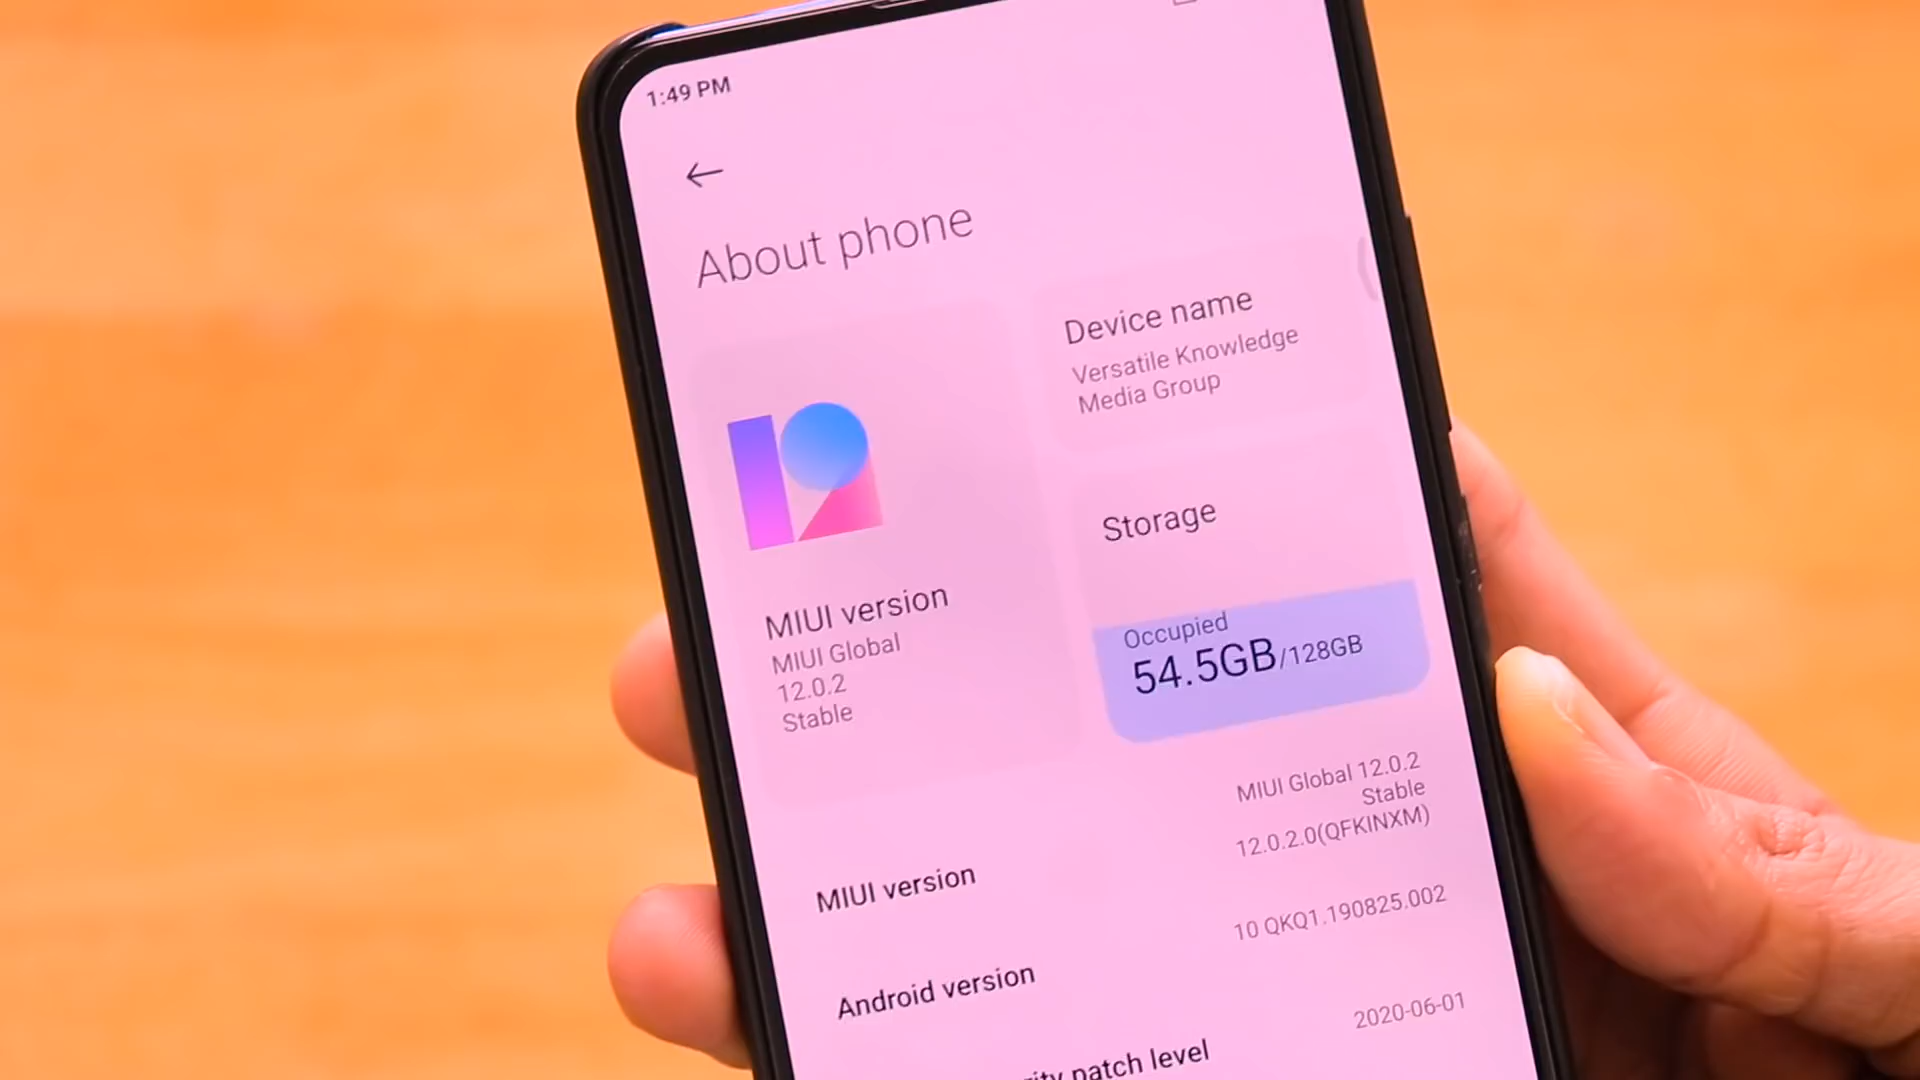 1:49 PM
About phone
Device name
Versatile Knowledge
Media Group
Storage
Occupied
54.5GB/128GB
MIUI version
MIUI Global
12.0.2
Stable
MIUI version
MIUI Global 12.0.2
Stable
12.0.2.0(QFKINXM)
Android version
10 QKQ1.190825.002
patch level
2020-06-01